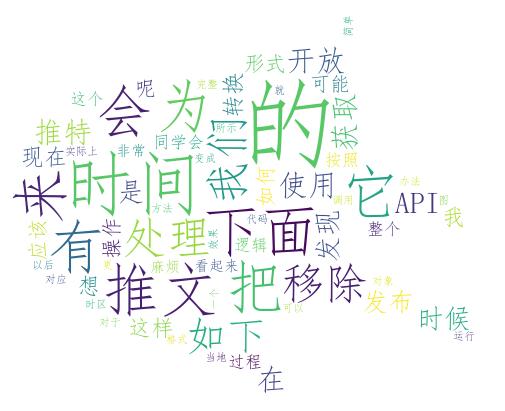 缩年
形式
开放
呢
完整
可能
转换
会
为
的
获取
这个
就
推特
同学会
我们
所示
按照
现在
实际上
非常
变成
来
时间
是
方法
如何
使用
调用
它
办法
API
图
我
应该
有
操作
处理
效果
下面
代码
发现
整个
逻辑
以后
麻烦
看起来
更
对应
想
推文
一个
把
移除
对象
发布
时区
可以
对于
这样
格式
如下
时候
当地
过程
运行
在